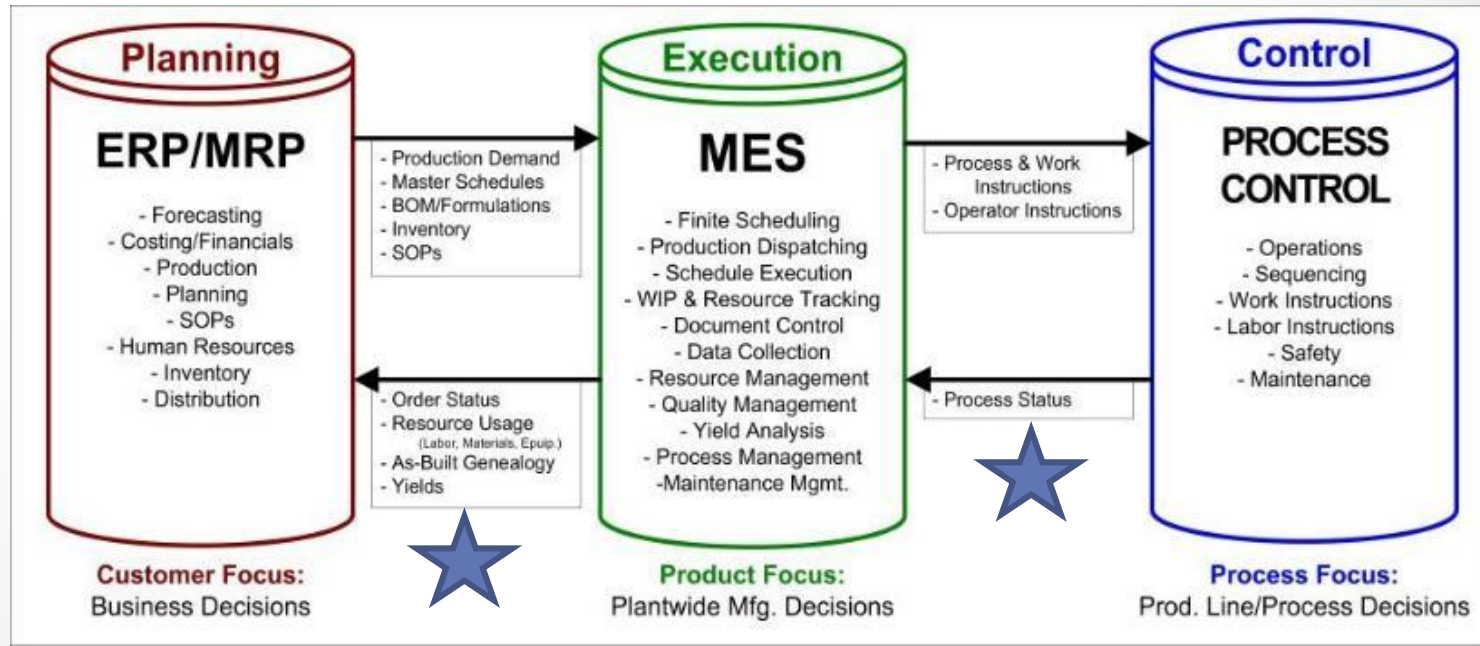 Planning
ERP/MRP
- Forecasting
- Costing/Financials
- Production
- Planning
- SOPs
- Human Resources
- Inventory
- Distribution
Customer Focus:
Business Decisions
- Production Demand
- Master Schedules
- BOM/Formulations
- Inventory
- SOPs
- Order Status
- Resource Usage
(Labor, Materials, Epuip.)
- As-Built Genealogy
- Yields
Execution
MES
- Finite Scheduling
- Production Dispatching
- Schedule Execution
- WIP & Resource Tracking
- Document Control
- Data Collection
- Resource Management
- Quality Management
- Yield Analysis
- Process Management
-Maintenance Mgmt.
Product Focus:
Plantwide Mfg. Decisions
- Process & Work
Instructions
- Operator Instructions
- Process Status
Control
PROCESS
CONTROL
- Operations
- Sequencing
- Work Instructions
- Labor Instructions
- Safety
- Maintenance
Process Focus:
Prod. Line/Process Decisions